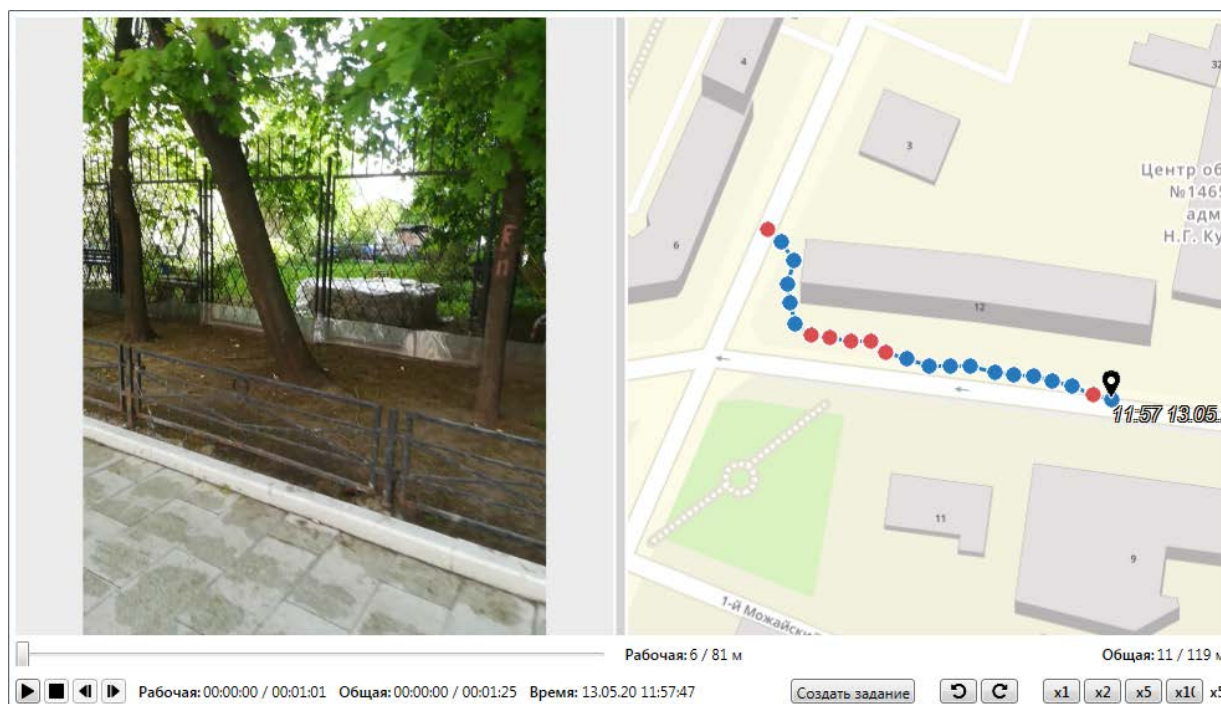 4
32
3
Центр об
№1465
адм
Н.Г. Ку
6
12
11:57 13.05.
11
9
1-й Можайский
Рабочая: 6 / 81 м
Общая: 11 / 119 м
Рабочая: 00:00:00 / 00:01:01 Общая: 00:00:00 / 00:01:25 Время: 13.05.20 11:57:47
Создать задание
x1 x2 x5